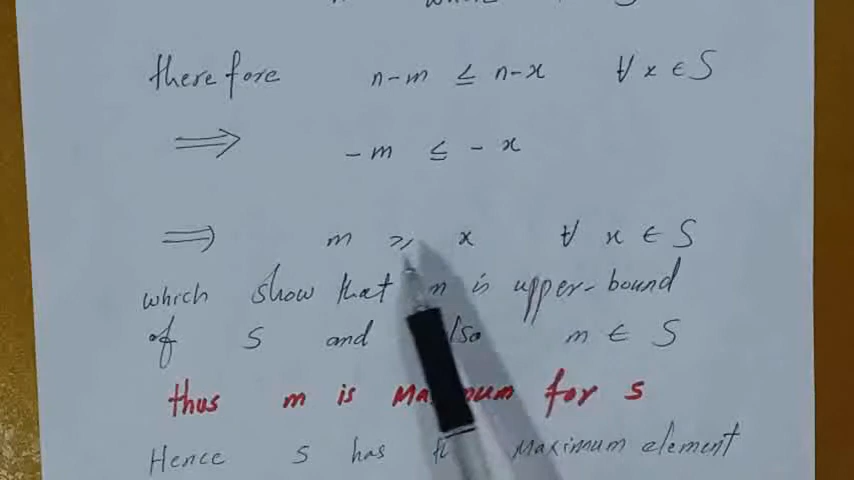 therefore n-m ≤ n-x ∀ x ∈ S
⟹ -m ≤ - x
⟹ m ≥ x ∀ x ∈ S
which show that m is upper-bound
of S and m ∈ S
thus m is for s
Hence s has Maximum element